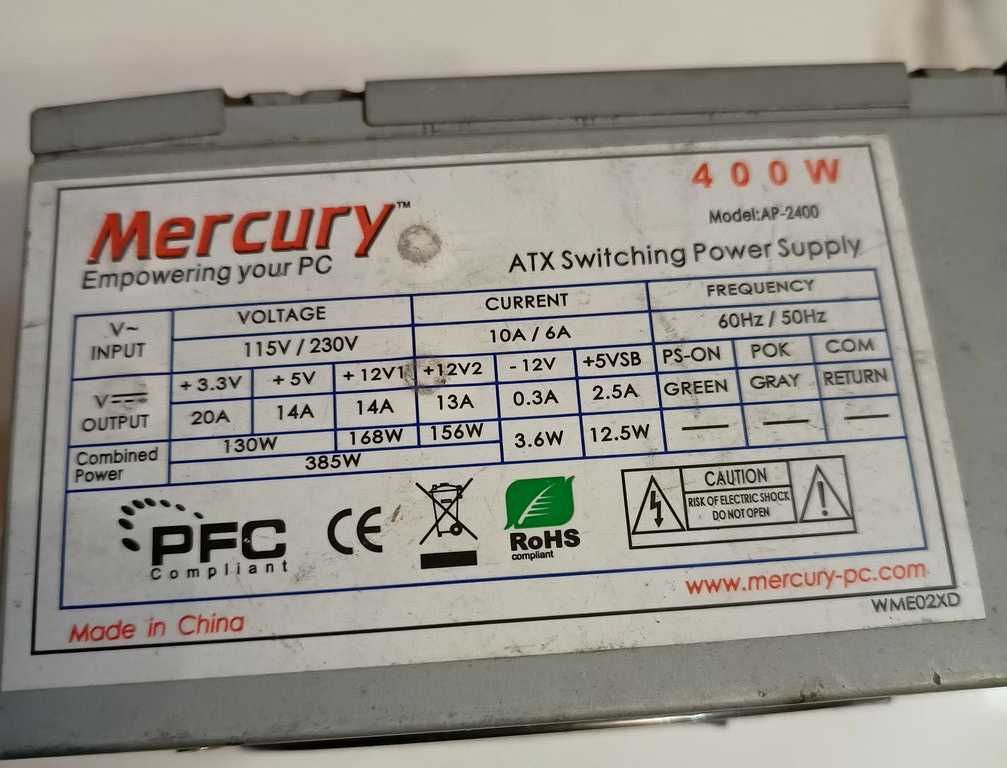 400W
Mercury™
Model:AP-2400
Empowering your PC
ATX Switching Power Supply
V~ INPUT VOLTAGE CURRENT FREQUENCY
115V / 230V 10A / 6A 60Hz / 50Hz
V OUTPUT +3.3V +5V +12V1 +12V2 -12V +5VSB PS-ON POK COM
20A 14A 14A 13A 0.3A 2.5A GREEN GRAY RETURN
Combined Power 130W 168W 156W 3.6W 12.5W
385W
PFC
Compliant
CE
RoHS
compliant
CAUTION
RISK OF ELECTRIC SHOCK
DO NOT OPEN
www.mercury-pc.com
Made in China
WME02XD